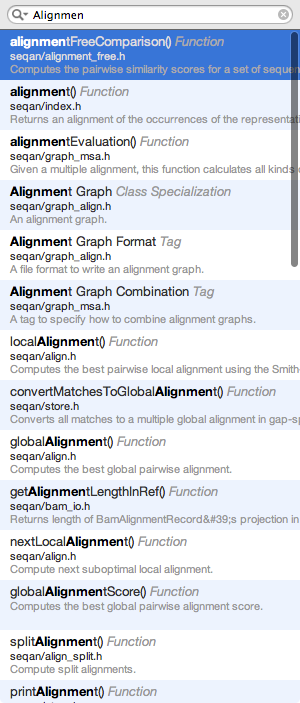 Alignmen
alignmentFreeComparison() Function
seqan/alignment_free.h
Computes the pairwise similarity scores for a set of sequen
alignment() Function
seqan/index.h
Returns an alignment of the occurrences of the representati
alignmentEvaluation() Function
seqan/graph_msa.h
Given a multiple alignment, this function calculates all kinds o
Alignment Graph Class Specialization
seqan/graph_align.h
An alignment graph.
Alignment Graph Format Tag
seqan/graph_align.h
A file format to write an alignment graph.
Alignment Graph Combination Tag
seqan/graph_msa.h
A tag to specify how to combine alignment graphs.
localAlignment() Function
seqan/align.h
Computes the best pairwise local alignment using the Smith
convertMatchesToGlobalAlignment() Function
seqan/store.h
Converts all matches to a multiple global alignment in gap-sp
globalAlignment() Function
seqan/align.h
Computes the best global pairwise alignment.
getAlignmentLengthInRef() Function
seqan/bam_io.h
Returns length of BamAlignmentRecord&#39;s projection in
nextLocalAlignment() Function
seqan/align.h
Compute next suboptimal local alignment.
globalAlignmentScore() Function
Computes the best global pairwise alignment score.
splitAlignment() Function
seqan/align_split.h
Compute split alignments.
printAlignment() Function